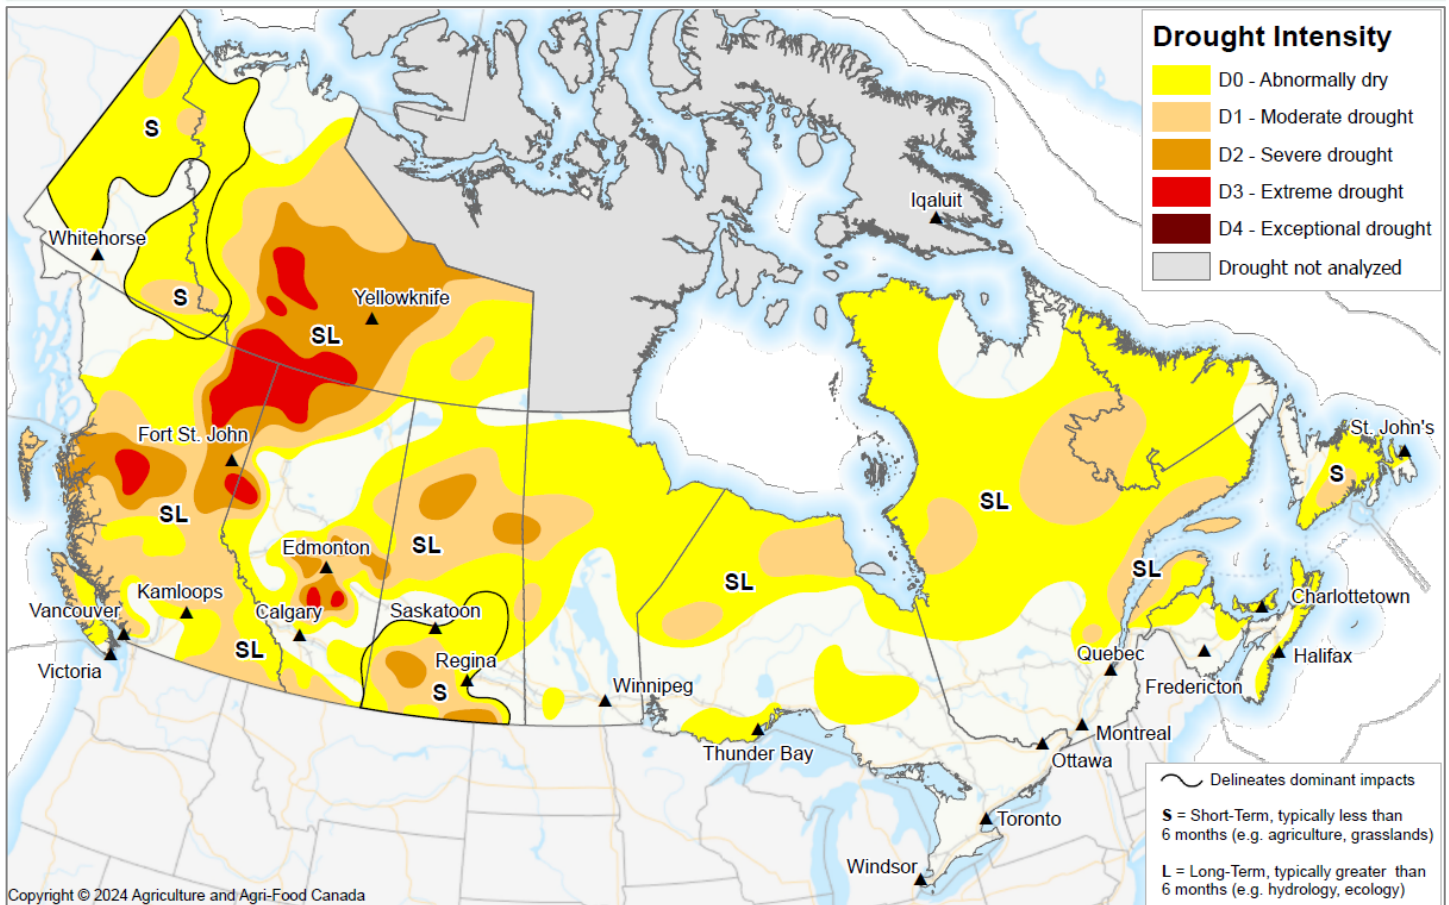 Drought Intensity
D0 - Abnormally dry
D1 - Moderate drought
D2 - Severe drought
D3 - Extreme drought
D4 - Exceptional drought
Drought not analyzed
S
Iqaluit
Whitehorse
S
Yellowknife
SL
Fort St. John
St. John's
S
SL
SL
Edmonton
SL
SL
SL
Kamloops
Vancouver
Calgary
Saskatoon
Charlottetown
SL
Victoria
Regina
S
Quebec
Halifax
Winnipeg
Fredericton
Thunder Bay
Montreal
Ottawa
Toronto
Windsor
Delineates dominant impacts
S = Short-Term, typically less than
6 months (e.g. agriculture, grasslands)
L = Long-Term, typically greater than
6 months (e.g. hydrology, ecology)
Copyright © 2024 Agriculture and Agri-Food Canada